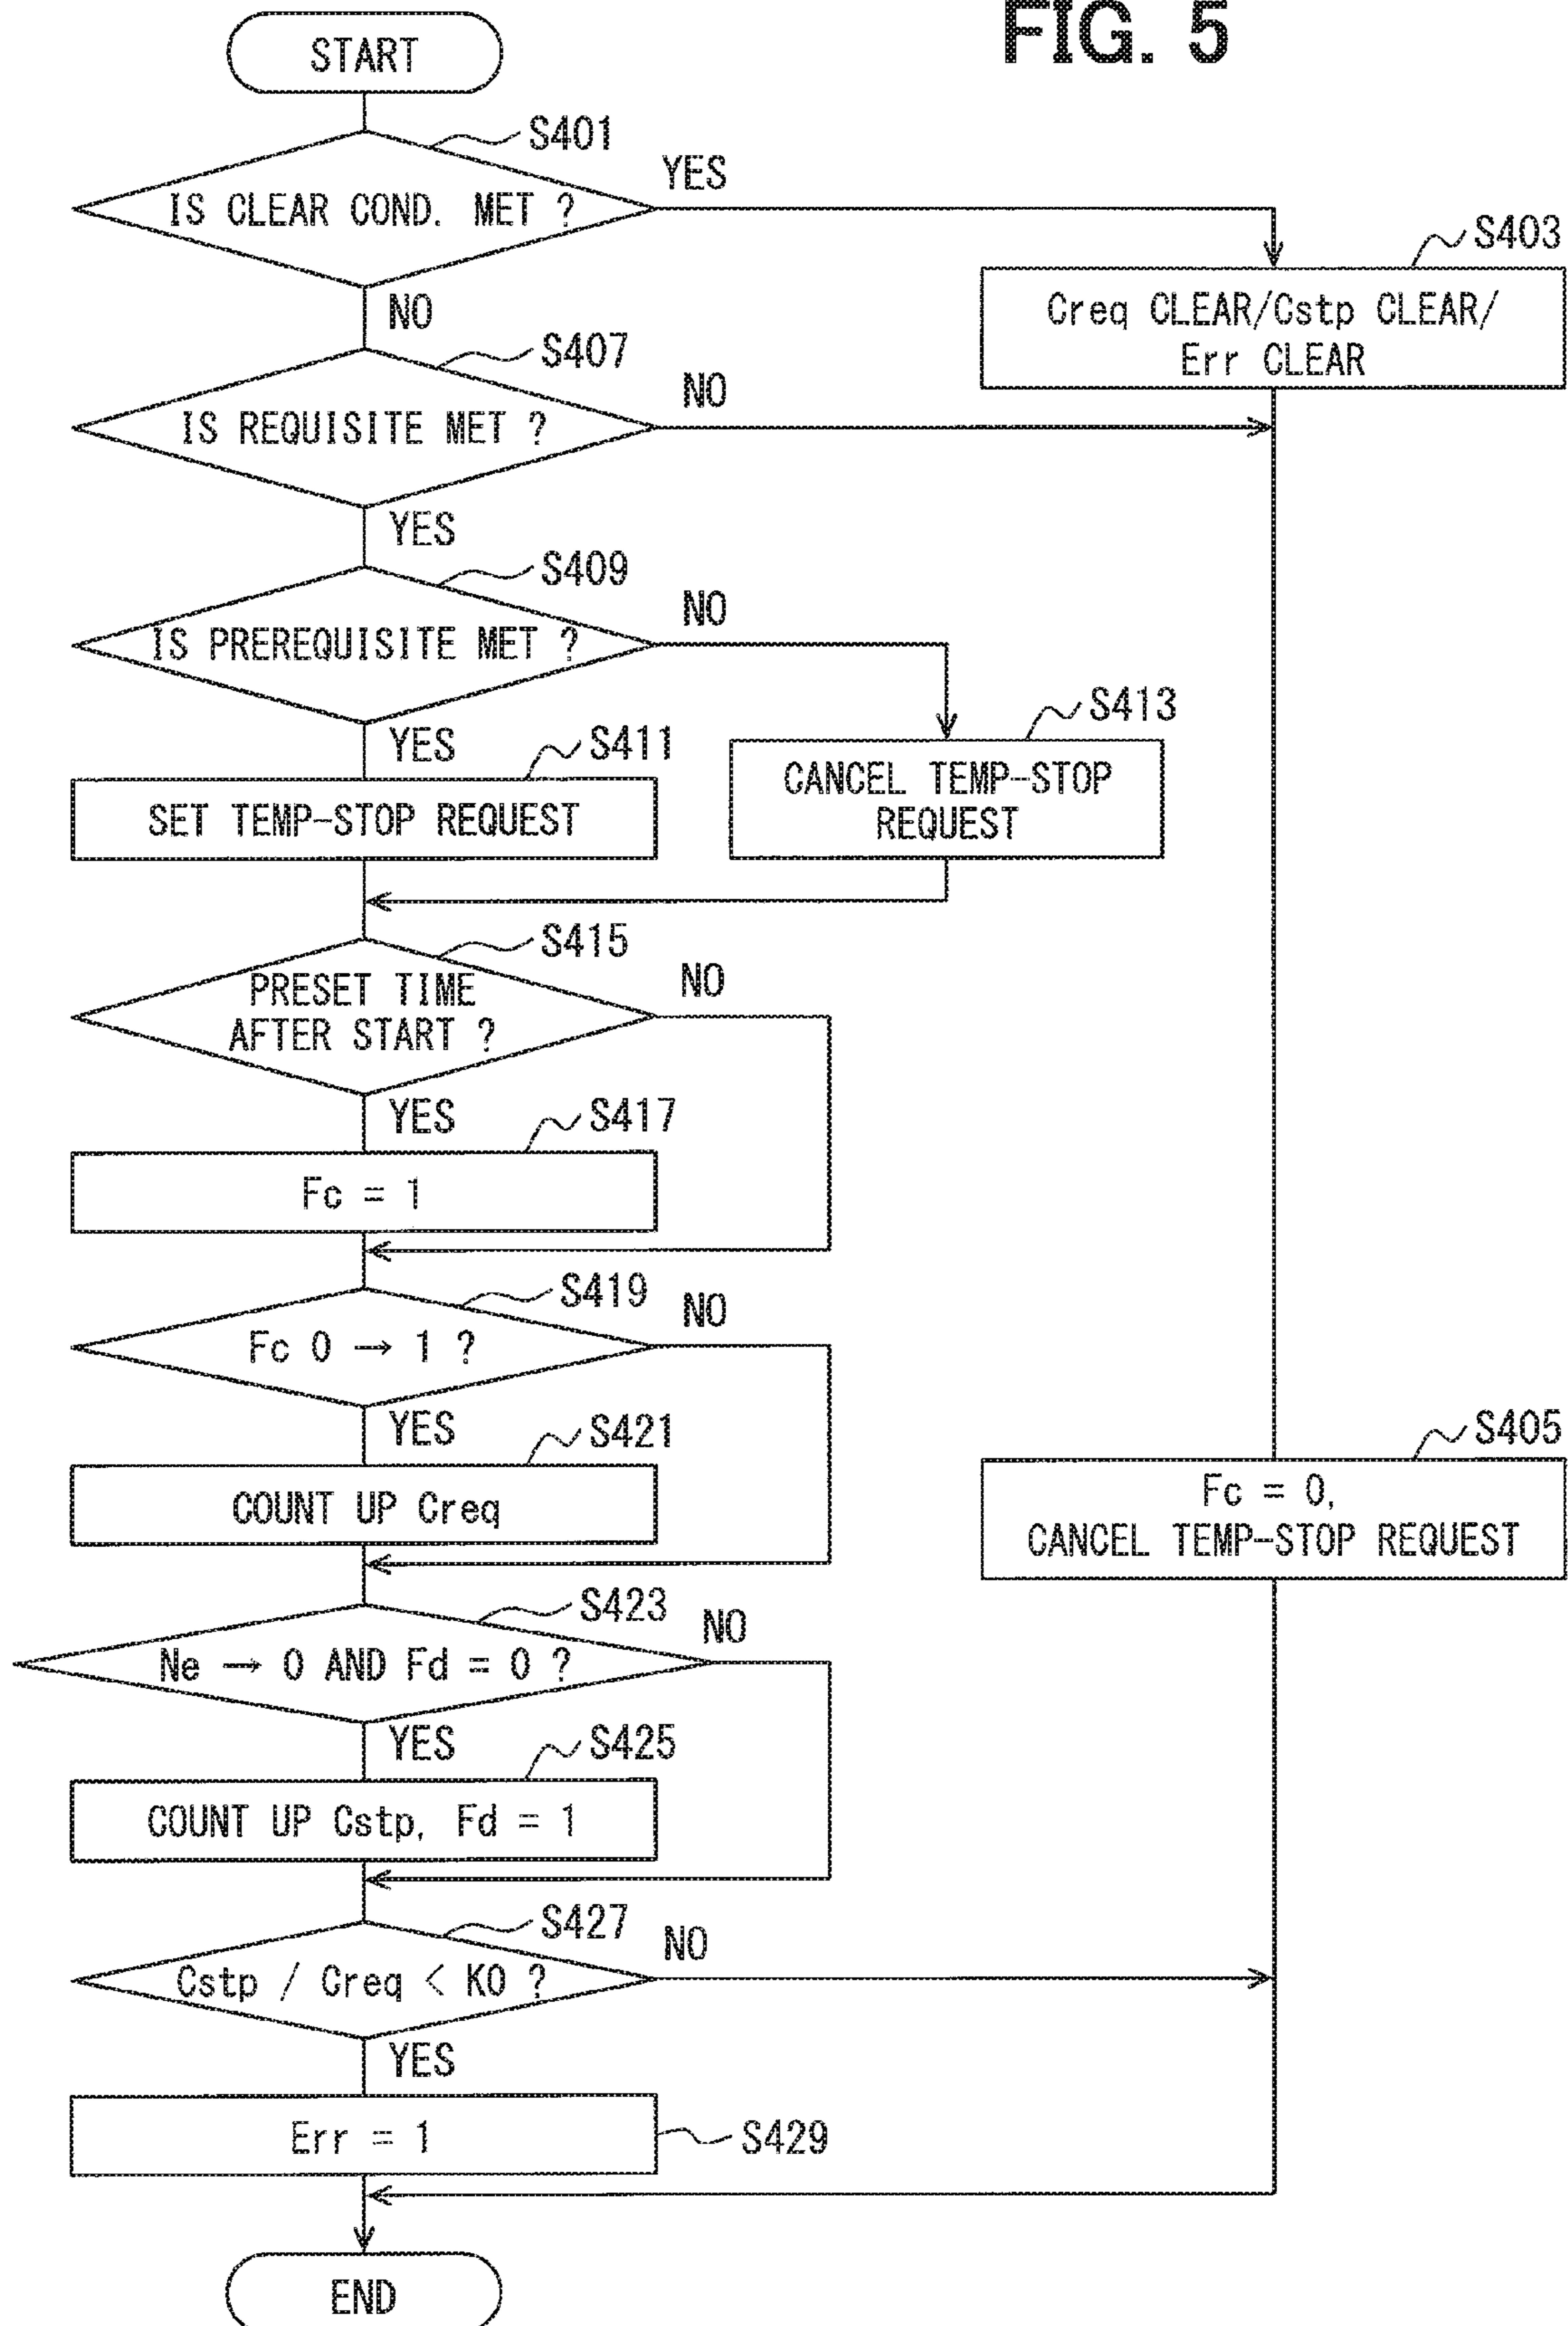 FIG. 5
START
S401
IS CLEAR COND. MET ?
YES
NO
S403
Creq CLEAR/Cstp CLEAR/
Err CLEAR
S407
IS REQUISITE MET ?
NO
YES
S409
IS PREREQUISITE MET ?
NO
YES
S411
SET TEMP-STOP REQUEST
S413
CANCEL TEMP-STOP
REQUEST
S415
PRESET TIME
AFTER START ?
NO
YES
S417
Fc = 1
S419
Fc 0 → 1 ?
NO
YES
S421
COUNT UP Creq
S405
Fc = 0,
CANCEL TEMP-STOP REQUEST
S423
Ne → 0 AND Fd = 0 ?
NO
YES
S425
COUNT UP Cstp, Fd = 1
S427
Cstp / Creq < K0 ?
NO
YES
Err = 1
S429
END